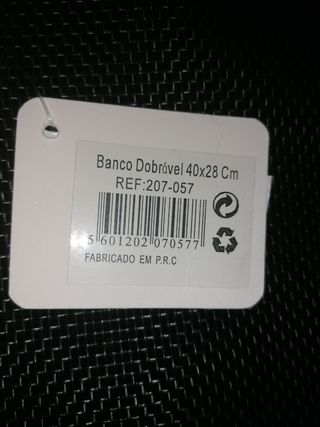 Banco Dobrável 40x28 Cm
REF:207-057
5 601202 070577
FABRICADO EM P.R.C